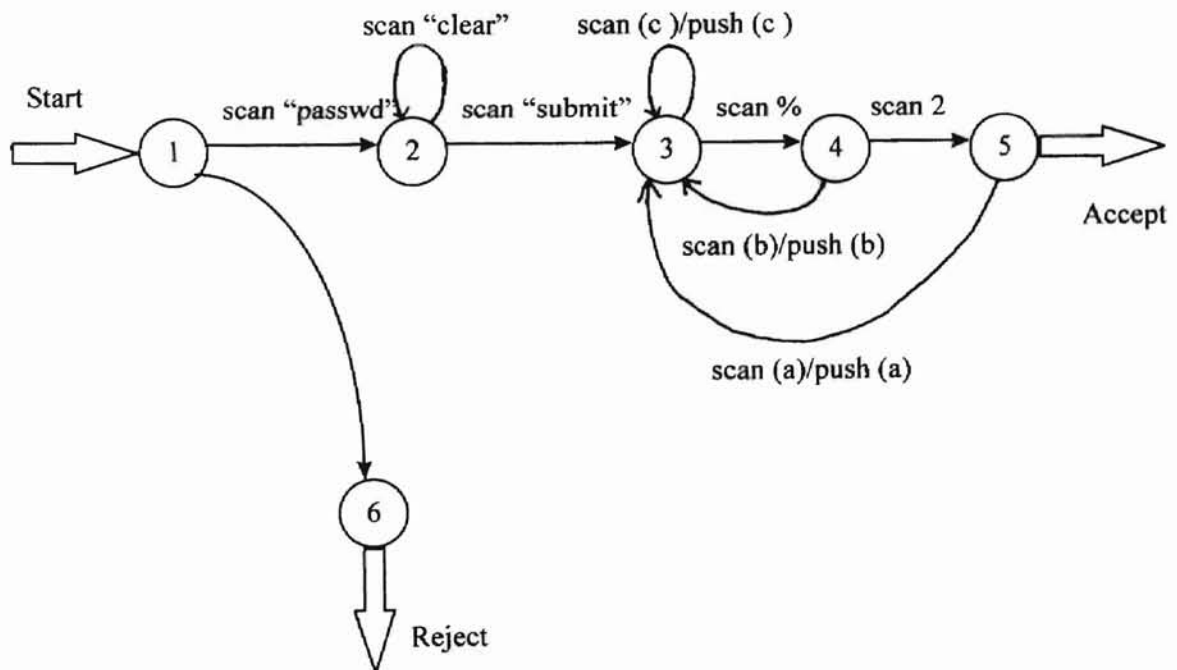 scan “clear”
scan (c )/push (c )
Start
scan “passwd”
scan “submit”
scan %
scan 2
1
2
3
4
5
Accept
scan (b)/push (b)
scan (a)/push (a)
6
Reject